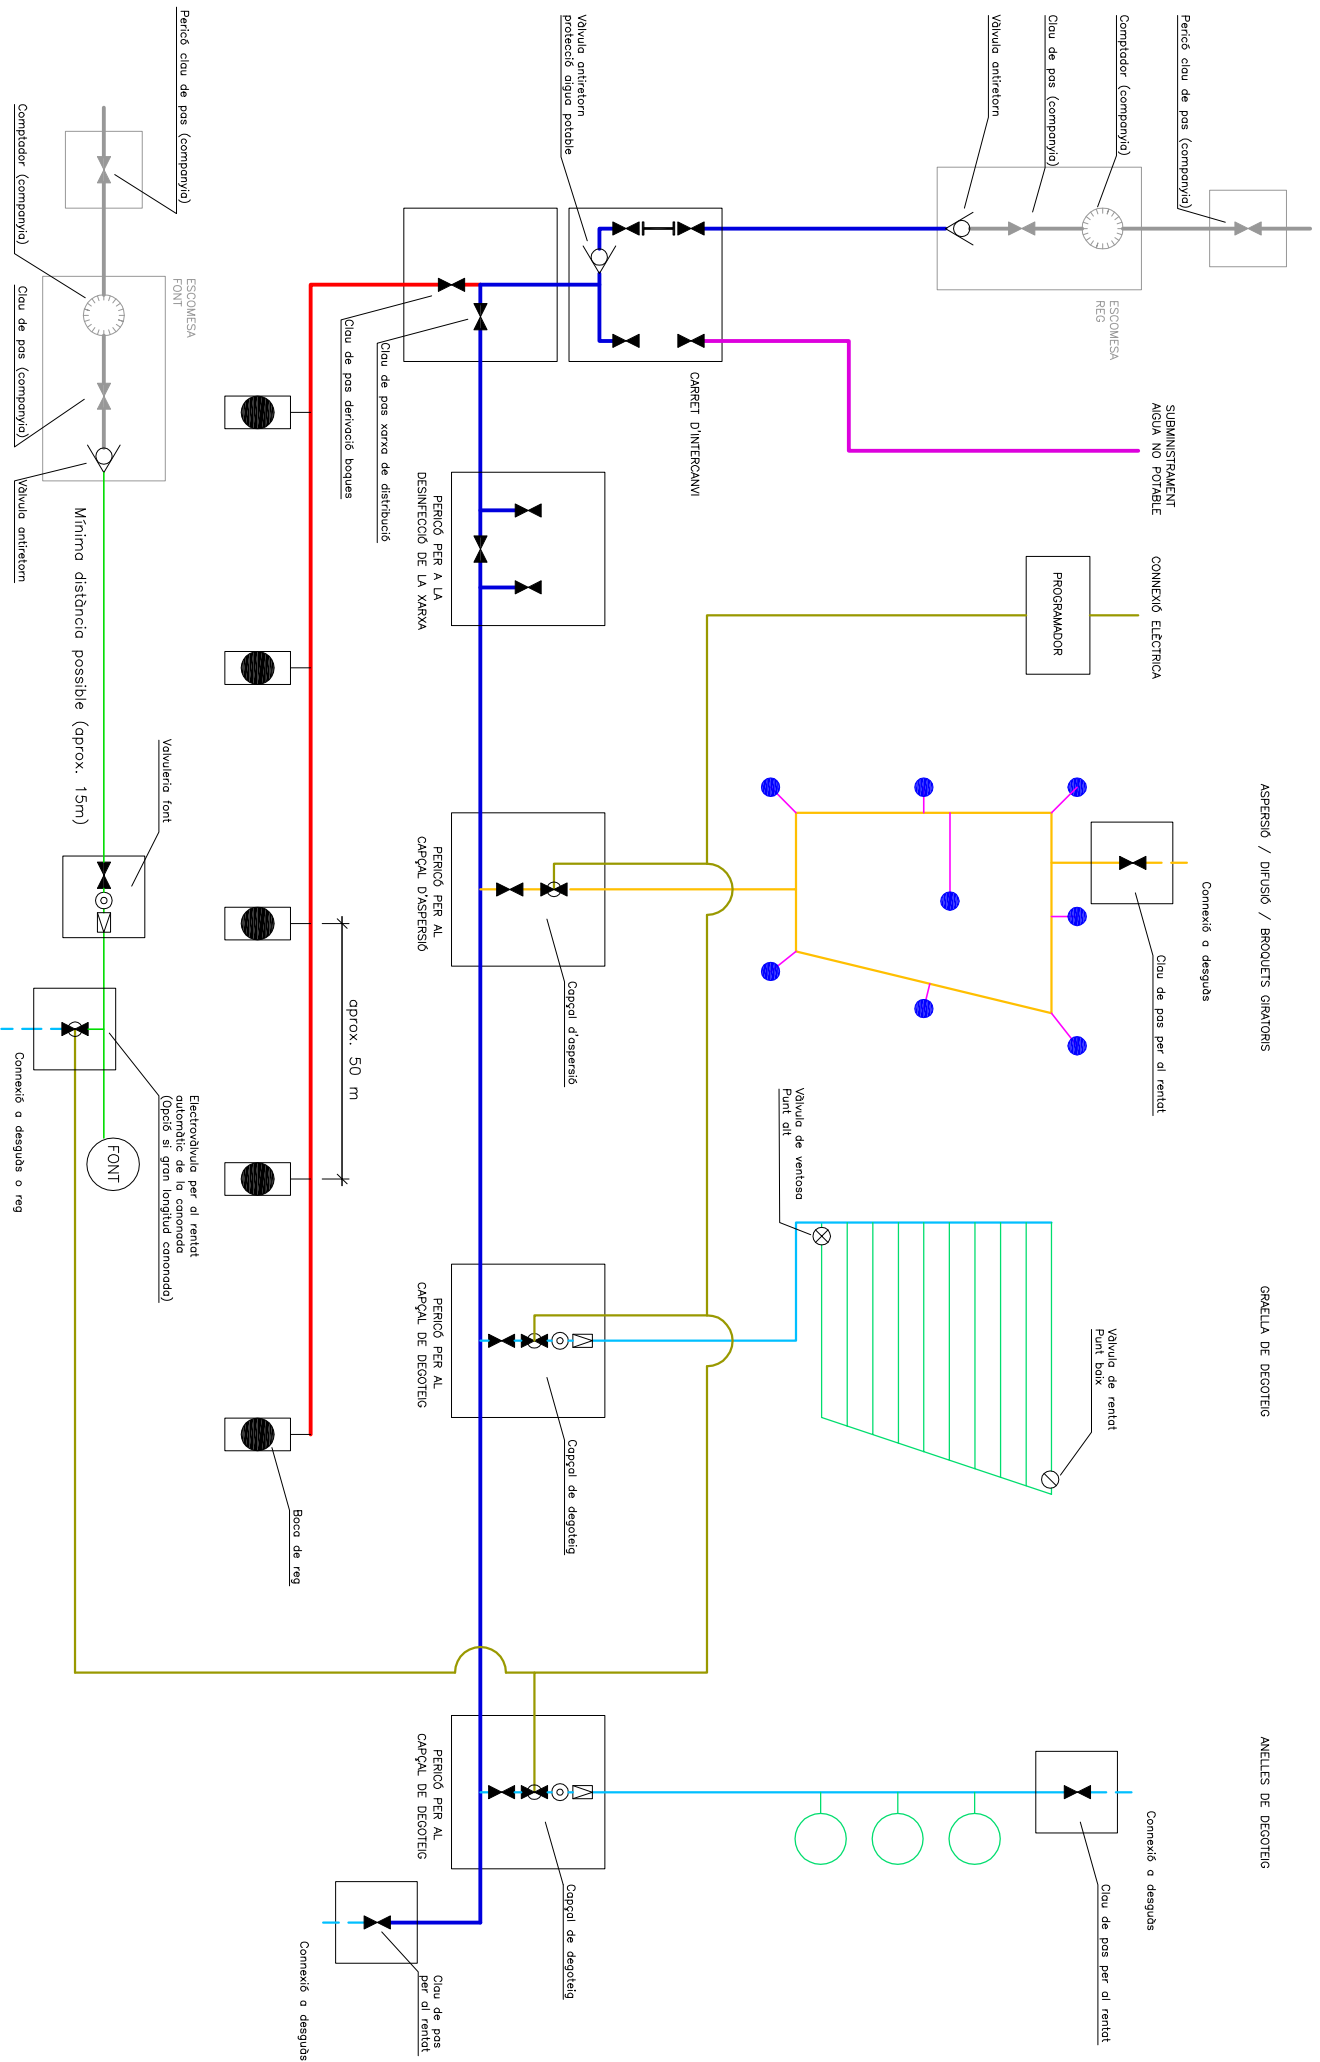 Pericó clau de pas (companyia)
Comptador (companyia)
Clau de pas (companyia)
Vàlvula antiretorn
ESCOMESA
REG
SUBMINISTRAMENT
AIGUA NO POTABLE
CONNEXIÓ ELÈCTRICA
PROGRAMADOR
ASPERSIÓ / DIFUSIÓ / BROQUETS GIRATORIS
Connexió a desguàs
Clau de pas per al rentat
GRAELLA DE DEGOTEIG
Vàlvula de ventosa
Punt alt
Vàlvula de rentat
Punt baix
ANELLES DE DEGOTEIG
Connexió a desguàs
Clau de pas per al rentat
Vàlvula antiretorn
protecció aigua potable
CARRET D'INTERCANVI
Clau de pas xarxa de distribució
Clau de pas derivació boques
PERICÓ PER A LA
DESINFECCIÓ DE LA XARXA
PERICÓ PER AL
CAPÇAL D'ASPERSIÓ
Capçal d'aspersió
PERICÓ PER AL
CAPÇAL DE DEGOTEIG
Capçal de degoteig
PERICÓ PER AL
CAPÇAL DE DEGOTEIG
Capçal de degoteig
Clau de pas
per al rentat
Connexió a desguàs
aprox. 50 m
Boca de reg
Pericó clau de pas (companyia)
Comptador (companyia)
ESCOMESA
FONT
Clau de pas (companyia)
Vàlvula antiretorn
Mínima distància possible (aprox. 15m)
Valvuleria font
Electrovàlvula per al rentat
automàtic de la canonada
(Opció si gran longitud canonada)
FONT
Connexió a desguàs o reg